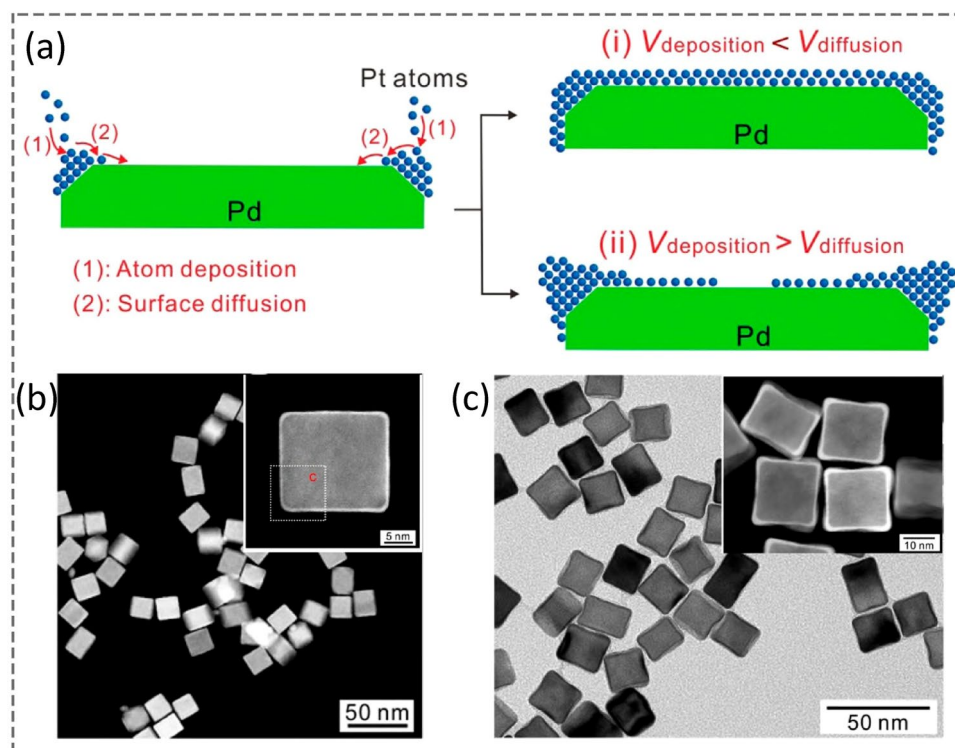 (a)
Pt atoms
(1)
(2)
(2)
(1)
Pd
(1): Atom deposition
(2): Surface diffusion
(i) Vdeposition < Vdiffusion
Pd
(ii) Vdeposition > Vdiffusion
Pd
(b)
c
5 nm
50 nm
(c)
10 nm
50 nm